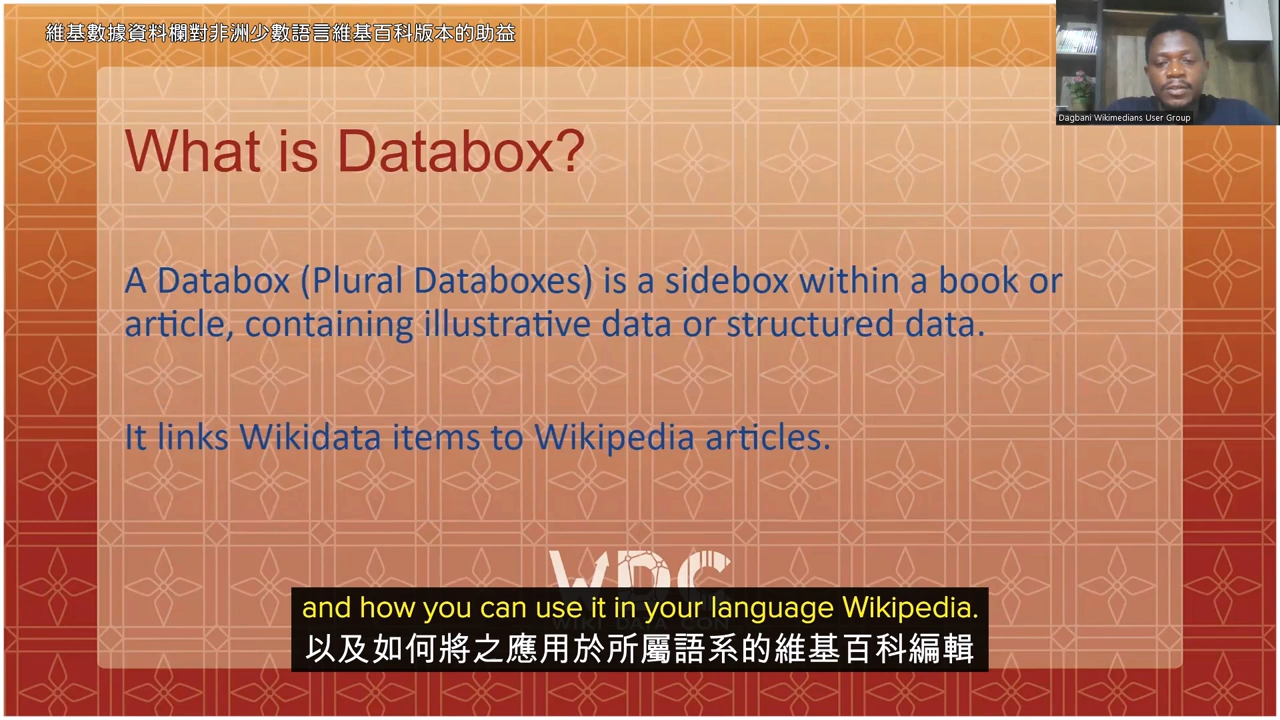 維基數據資料欄對非洲少數語言維基百科版本的助益
Dagbani Wikimedians User Group
What is Databox?
A Databox (Plural Databoxes) is a sidebox within a book or
article, containing illustrative data or structured data.
It links Wikidata items to Wikipedia articles.
WDC
WIKI DATA CON
and how you can use it in your language Wikipedia.
以及如何將之應用於所屬語系的維基百科編輯